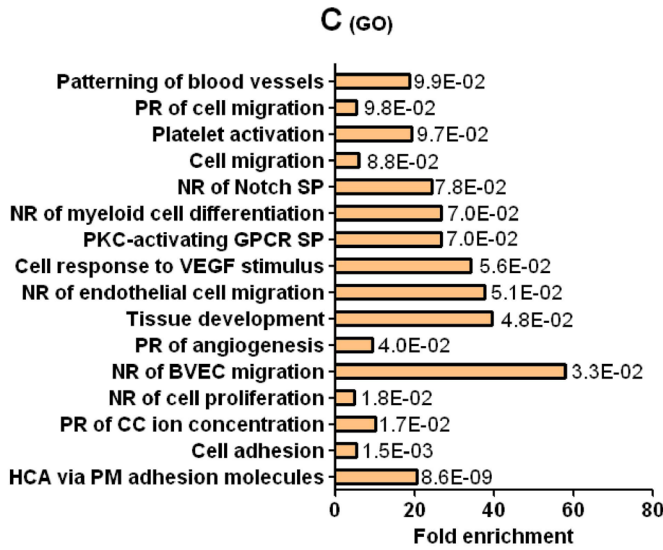 C (GO)
Patterning of blood vessels 9.9E-02
PR of cell migration 9.8E-02
Platelet activation 9.7E-02
Cell migration 8.8E-02
NR of Notch SP 7.8E-02
NR of myeloid cell differentiation 7.0E-02
PKC-activating GPCR SP 7.0E-02
Cell response to VEGF stimulus 5.6E-02
NR of endothelial cell migration 5.1E-02
Tissue development 4.8E-02
PR of angiogenesis 4.0E-02
NR of BVEC migration 3.3E-02
NR of cell proliferation 1.8E-02
PR of CC ion concentration 1.7E-02
Cell adhesion 1.5E-03
HCA via PM adhesion molecules 8.6E-09
0 20 40 60 80
Fold enrichment